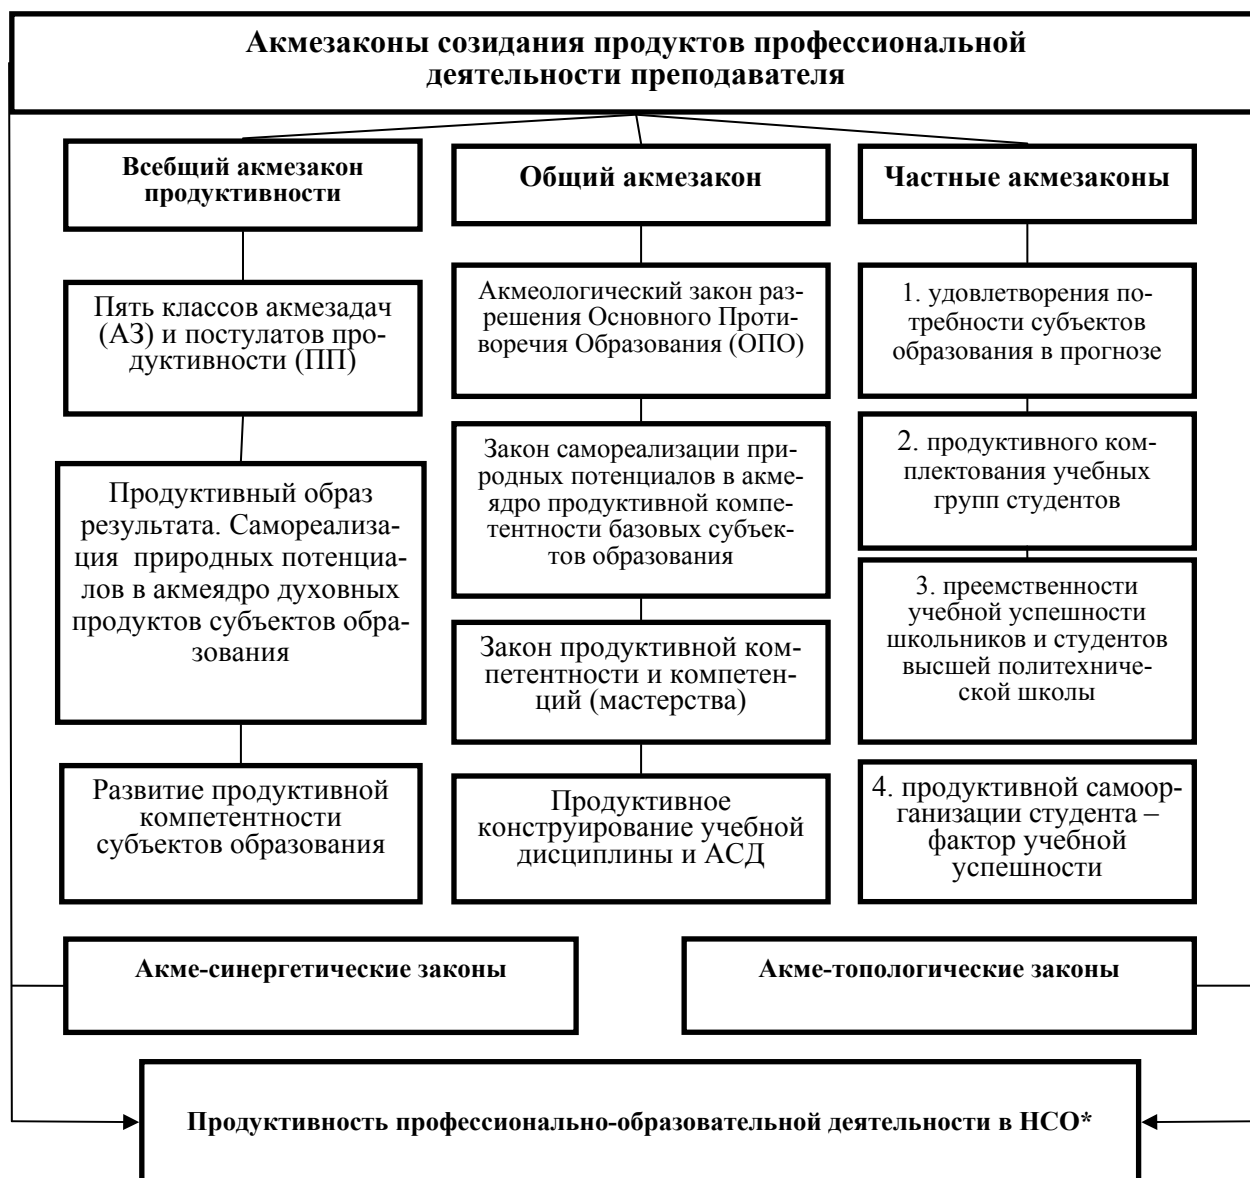 Акмезаконы созидания продуктов профессиональной
деятельности преподавателя
Всебщий акмезакон
продуктивности
Пять классов акмезадач
(АЗ) и постулатов про-
дуктивности (ПП)
Продуктивный образ
результата. Самореализа-
ция природных потенциа-
лов в акмеядро духовных
продуктов субъектов обра-
зования
Развитие продуктивной
компетентности
субъектов образования
Общий акмезакон
Акмеологический закон раз-
решения Основного Проти-
воречия Образования (ОПО)
Закон самореализации при-
родных потенциалов в акме-
ядро продуктивной компе-
тентности базовых субъек-
тов образования
Закон продуктивной ком-
петентности и компетен-
ций (мастерства)
Продуктивное
конструирование учебной
дисциплины и АСД
Частные акмезаконы
1. удовлетворения по-
требности субъектов
образования в прогнозе
2. продуктивного ком-
плектования учебных
групп студентов
3. преемственности
учебной успешности
школьников и студентов
высшей политехниче-
ской школы
4. продуктивной самоор-
ганизации студента –
фактор учебной
успешности
Акме-синергетические законы
Акме-топологические законы
Продуктивность профессионально-образовательной деятельности в НСО*